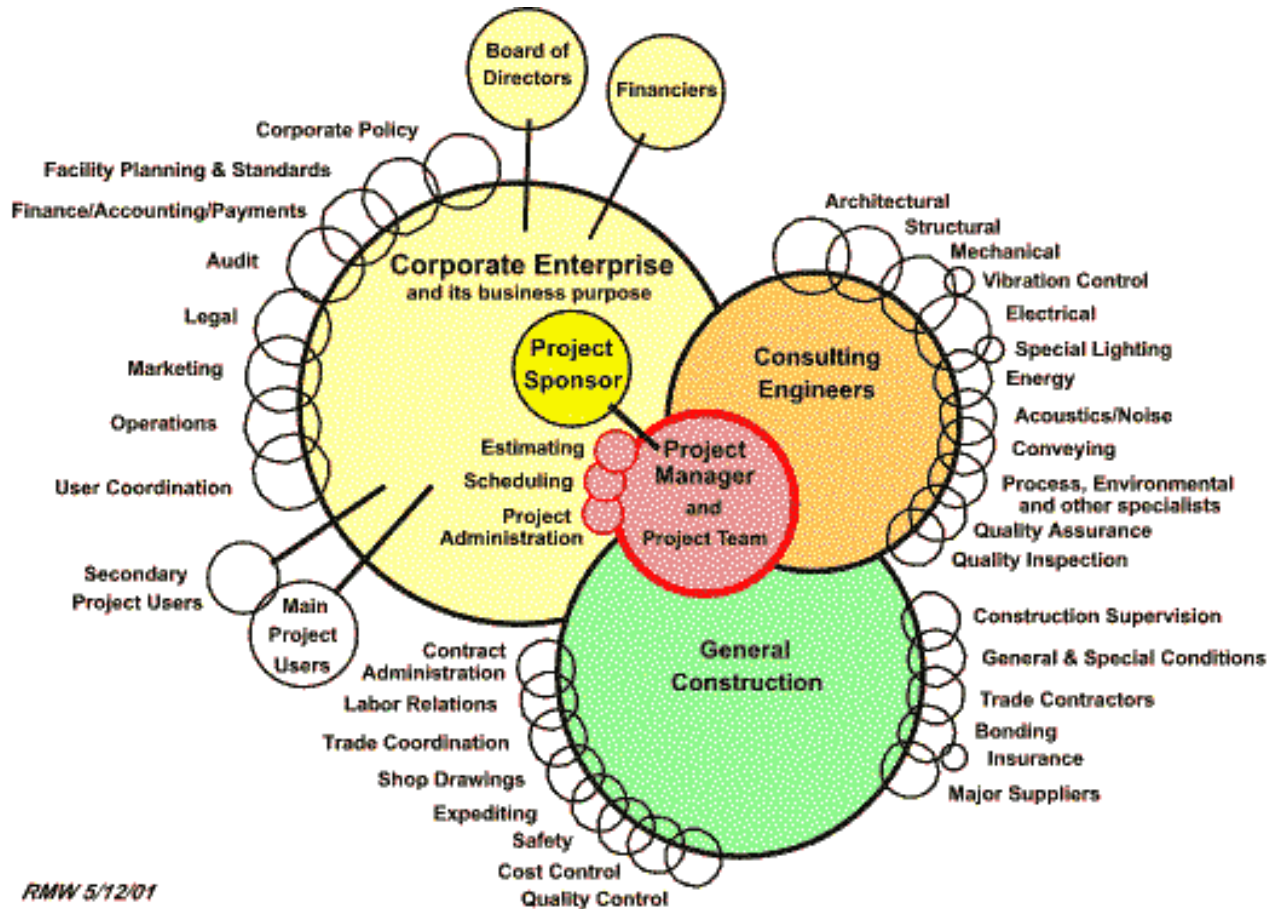 Board of
Directors
Financiers
Corporate Policy
Facility Planning & Standards
Finance/Accounting/Payments
Audit
Legal
Marketing
Operations
User Coordination
Corporate Enterprise
and its business purpose
Project
Sponsor
Estimating
Scheduling
Project
Administration
Project
Manager
and
Project Team
Secondary
Project Users
Main
Project
Users
Architectural
Structural
Mechanical
Vibration Control
Electrical
Special Lighting
Energy
Acoustics/Noise
Conveying
Process, Environmental
and other specialists
Quality Assurance
Quality Inspection
Consulting
Engineers
General
Construction
Construction Supervision
General & Special Conditions
Trade Contractors
Bonding
Insurance
Major Suppliers
Contract
Administration
Labor Relations
Trade Coordination
Shop Drawings
Expediting
Safety
Cost Control
Quality Control
RMW 5/12/01